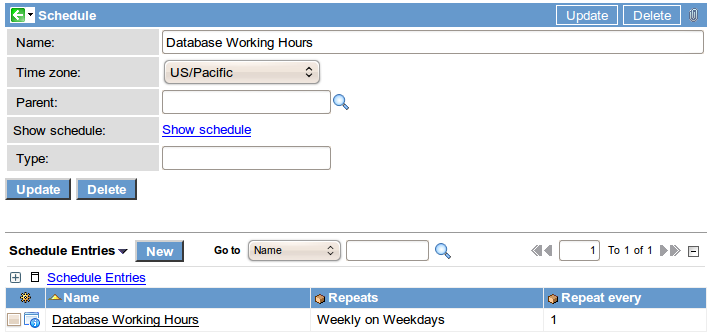 Schedule Update Delete
Name: Database Working Hours
Time zone: US/Pacific
Parent:
Show schedule: Show schedule
Type:
Update Delete
Schedule Entries New Go to Name 1 To 1 of 1
Schedule Entries
Name Repeats Repeat every
Database Working Hours Weekly on Weekdays 1